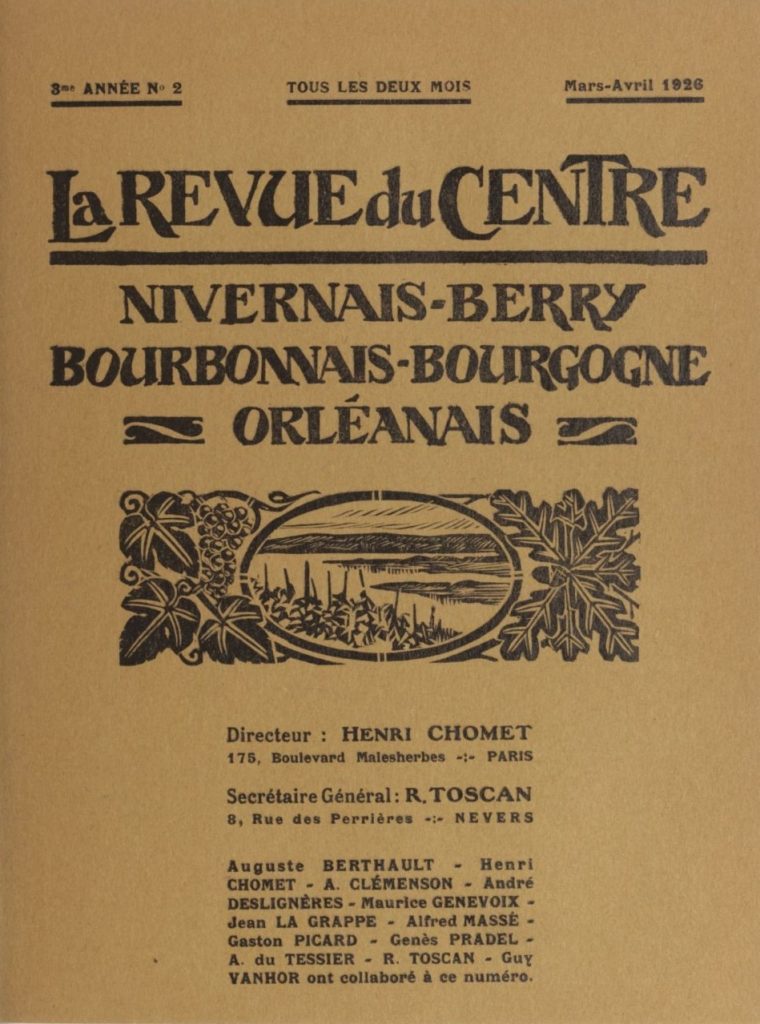 3me ANNÉE No 2
TOUS LES DEUX MOIS
Mars-Avril 1926
La REVUE du CENTRE
NIVERNAIS-BERRY
BOURBONNAIS-BOURGOGNE
ORLÉANAIS
Directeur : HENRI CHOMET
175, Boulevard Malesherbes -:- PARIS
Secrétaire Général : R. TOSCAN
8, Rue des Perrières -:- NEVERS
Auguste BERTHAULT - Henri
CHOMET - A. CLÉMENSON - André
DESLIGNÈRES - Maurice GENEVOIX -
Jean LA GRAPPE - Alfred MASSÉ -
Gaston PICARD - Genès PRADEL -
A. du TESSIER - R. TOSCAN - Guy
VANHOR ont collaboré à ce numéro.